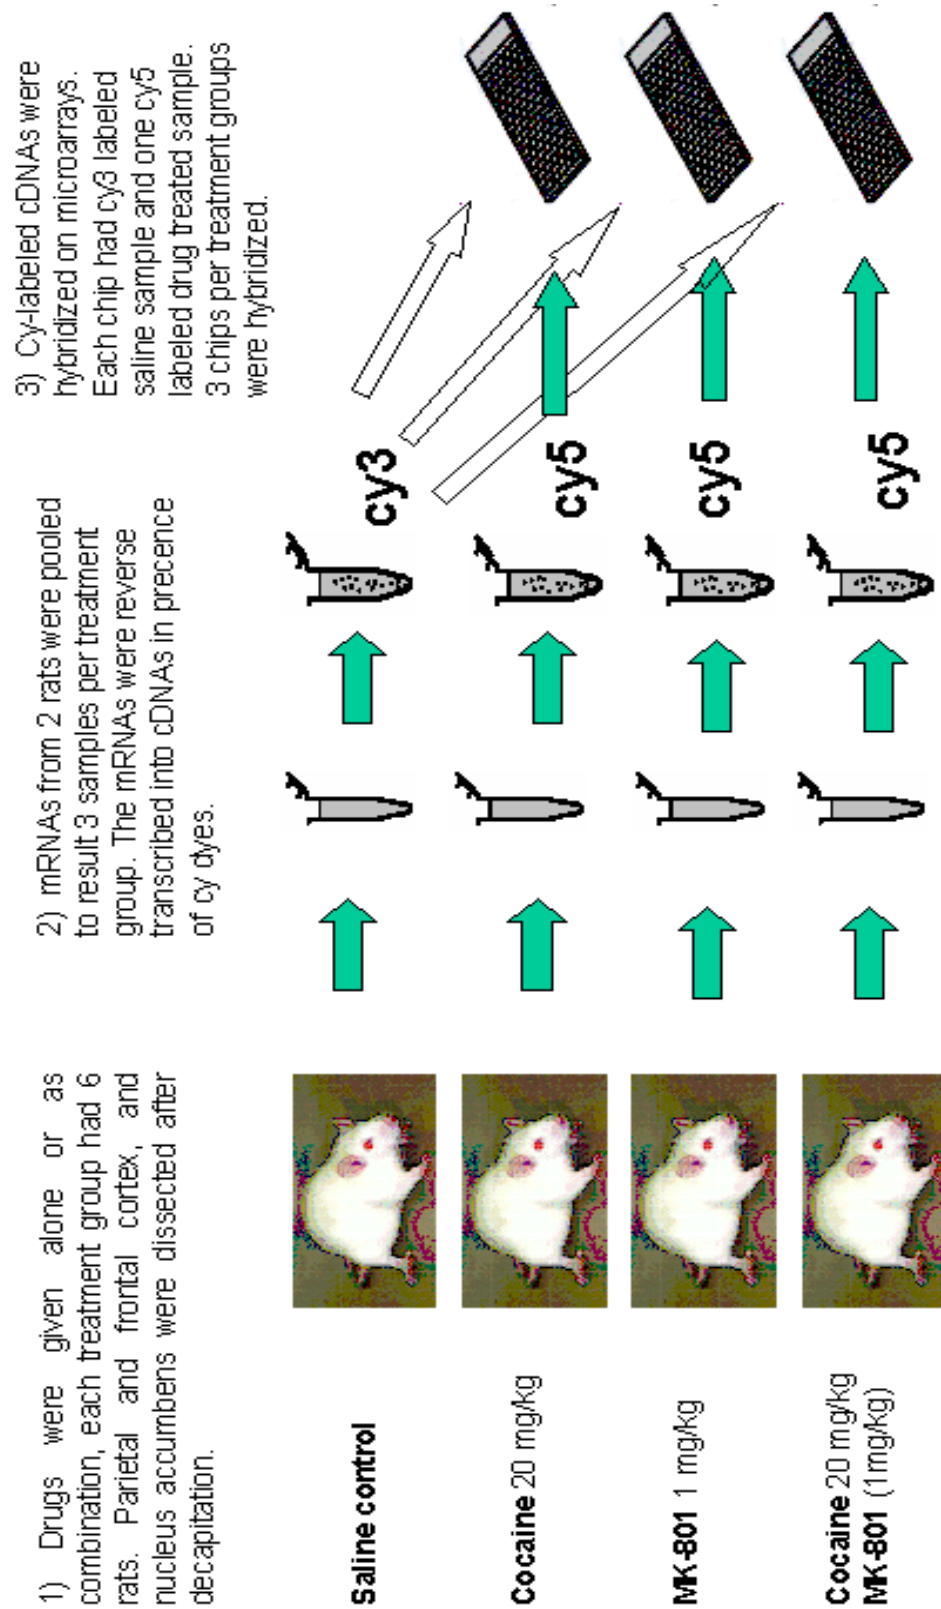 1) Drugs were given alone or as
combination, each treatment group had 6
rats. Parietal and frontal cortex, and
nucleus accumbens were dissected after
decapitation.
2) mRNAs from 2 rats were pooled
to result 3 samples per treatment
group. The mRNAs were reverse
transcribed into cDNAs in precence
of cy dyes.
3) Cy-labeled cDNAs were
hybridized on microarrays.
Each chip had cy3 labeled
saline sample and one cy5
labeled drug treated sample.
3 chips per treatment groups
were hybridized.
Saline control
cy3
Cocaine 20 mg/kg
cy5
MK-801 1 mg/kg
cy5
Cocaine 20 mg/kg
MK-801 (1mg/kg)
cy5